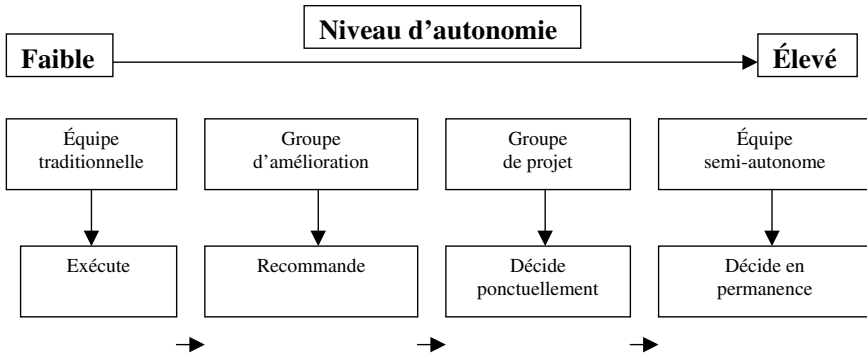 Niveau d’autonomie
Faible
Élevé
Équipe
traditionnelle
Groupe
d’amélioration
Groupe
de projet
Équipe
semi-autonome
Exécute
Recommande
Décide
ponctuellement
Décide en
permanence